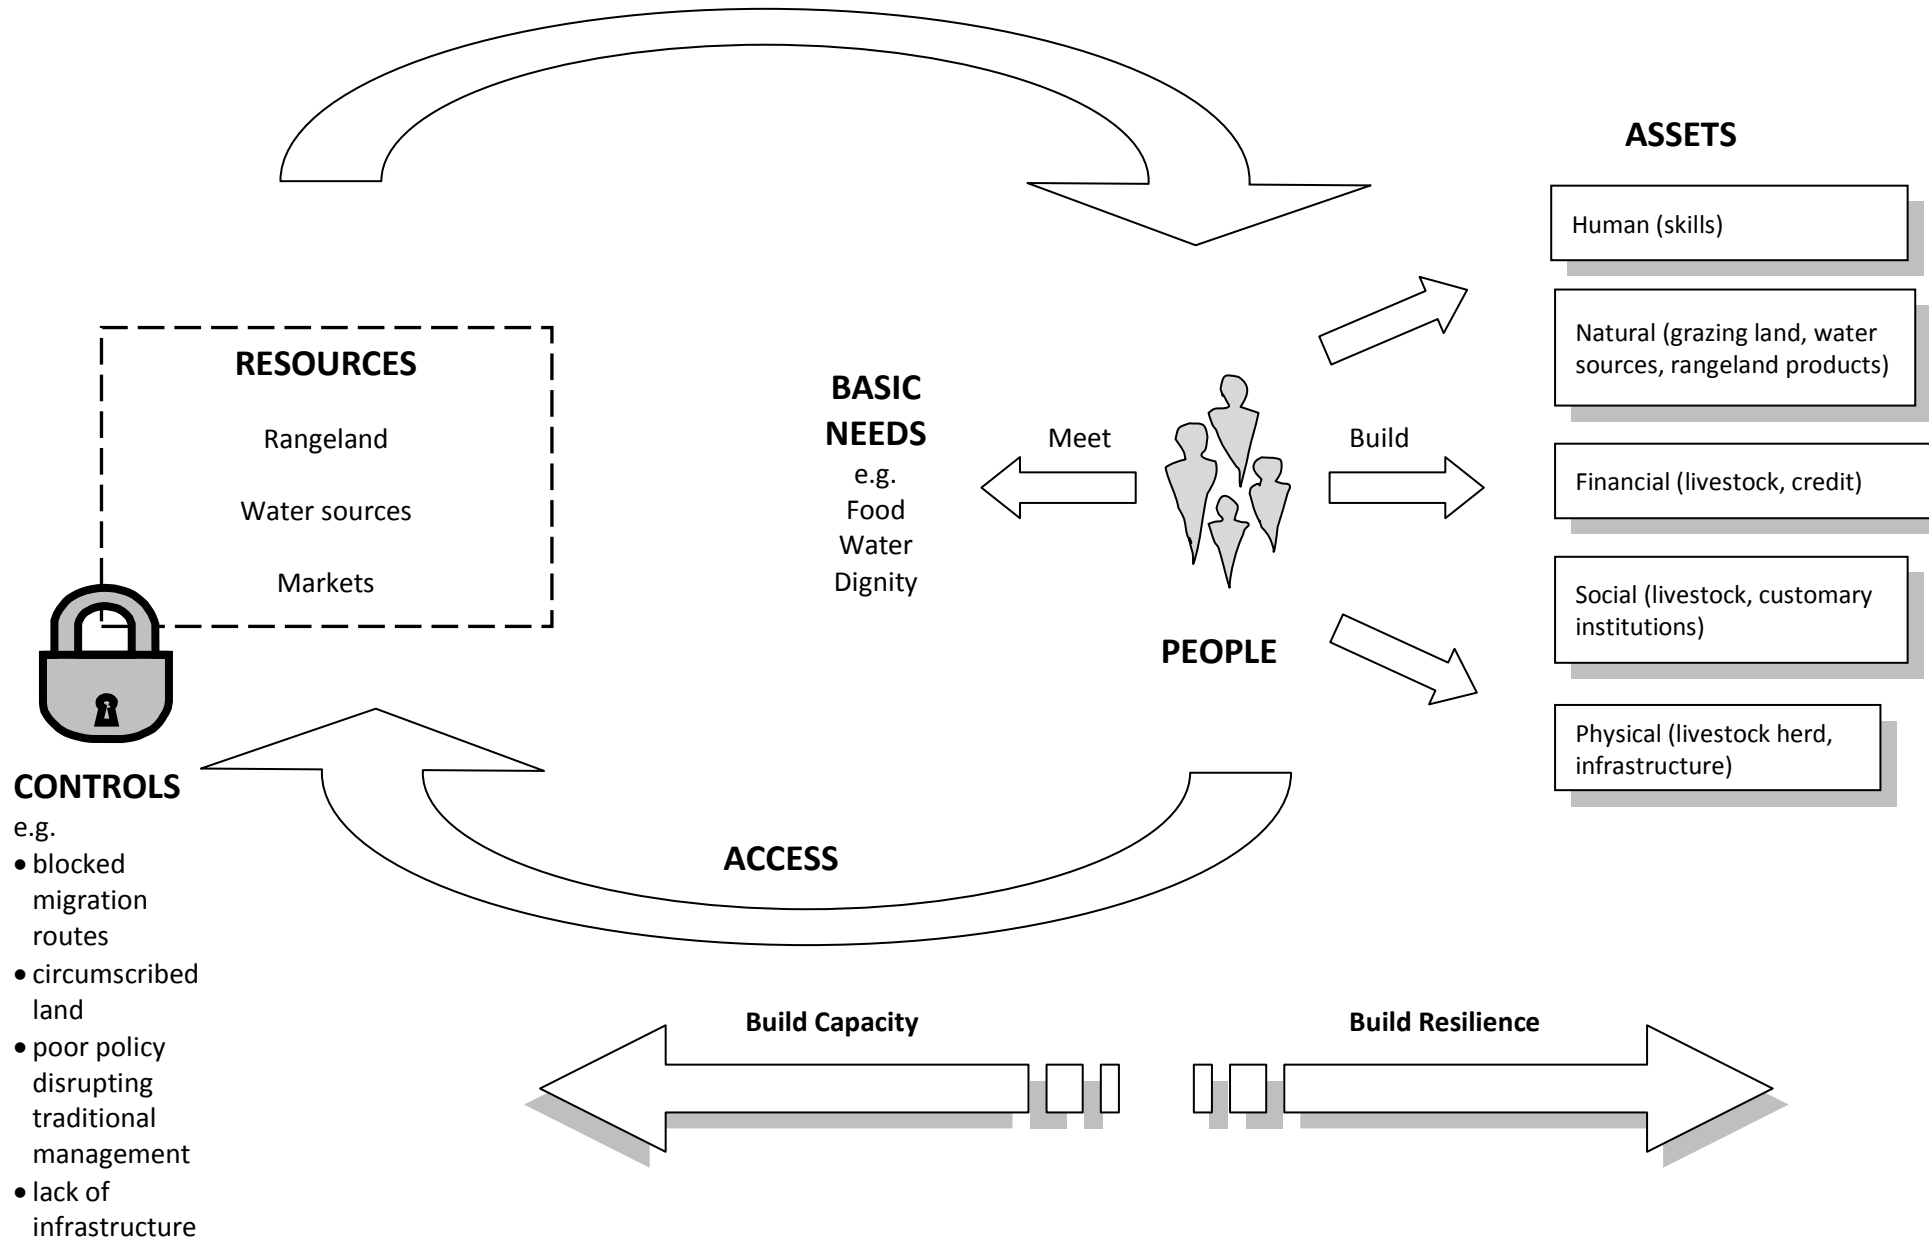 RESOURCES
Rangeland
Water sources
Markets
CONTROLS
e.g.
• blocked
migration
routes
• circumscribed
land
• poor policy
disrupting
traditional
management
• lack of
infrastructure
BASIC
NEEDS
e.g.
Food
Water
Dignity
Meet
PEOPLE
Build
ASSETS
Human (skills)
Natural (grazing land, water
sources, rangeland products)
Financial (livestock, credit)
Social (livestock, customary
institutions)
Physical (livestock herd,
infrastructure)
ACCESS
Build Capacity
Build Resilience